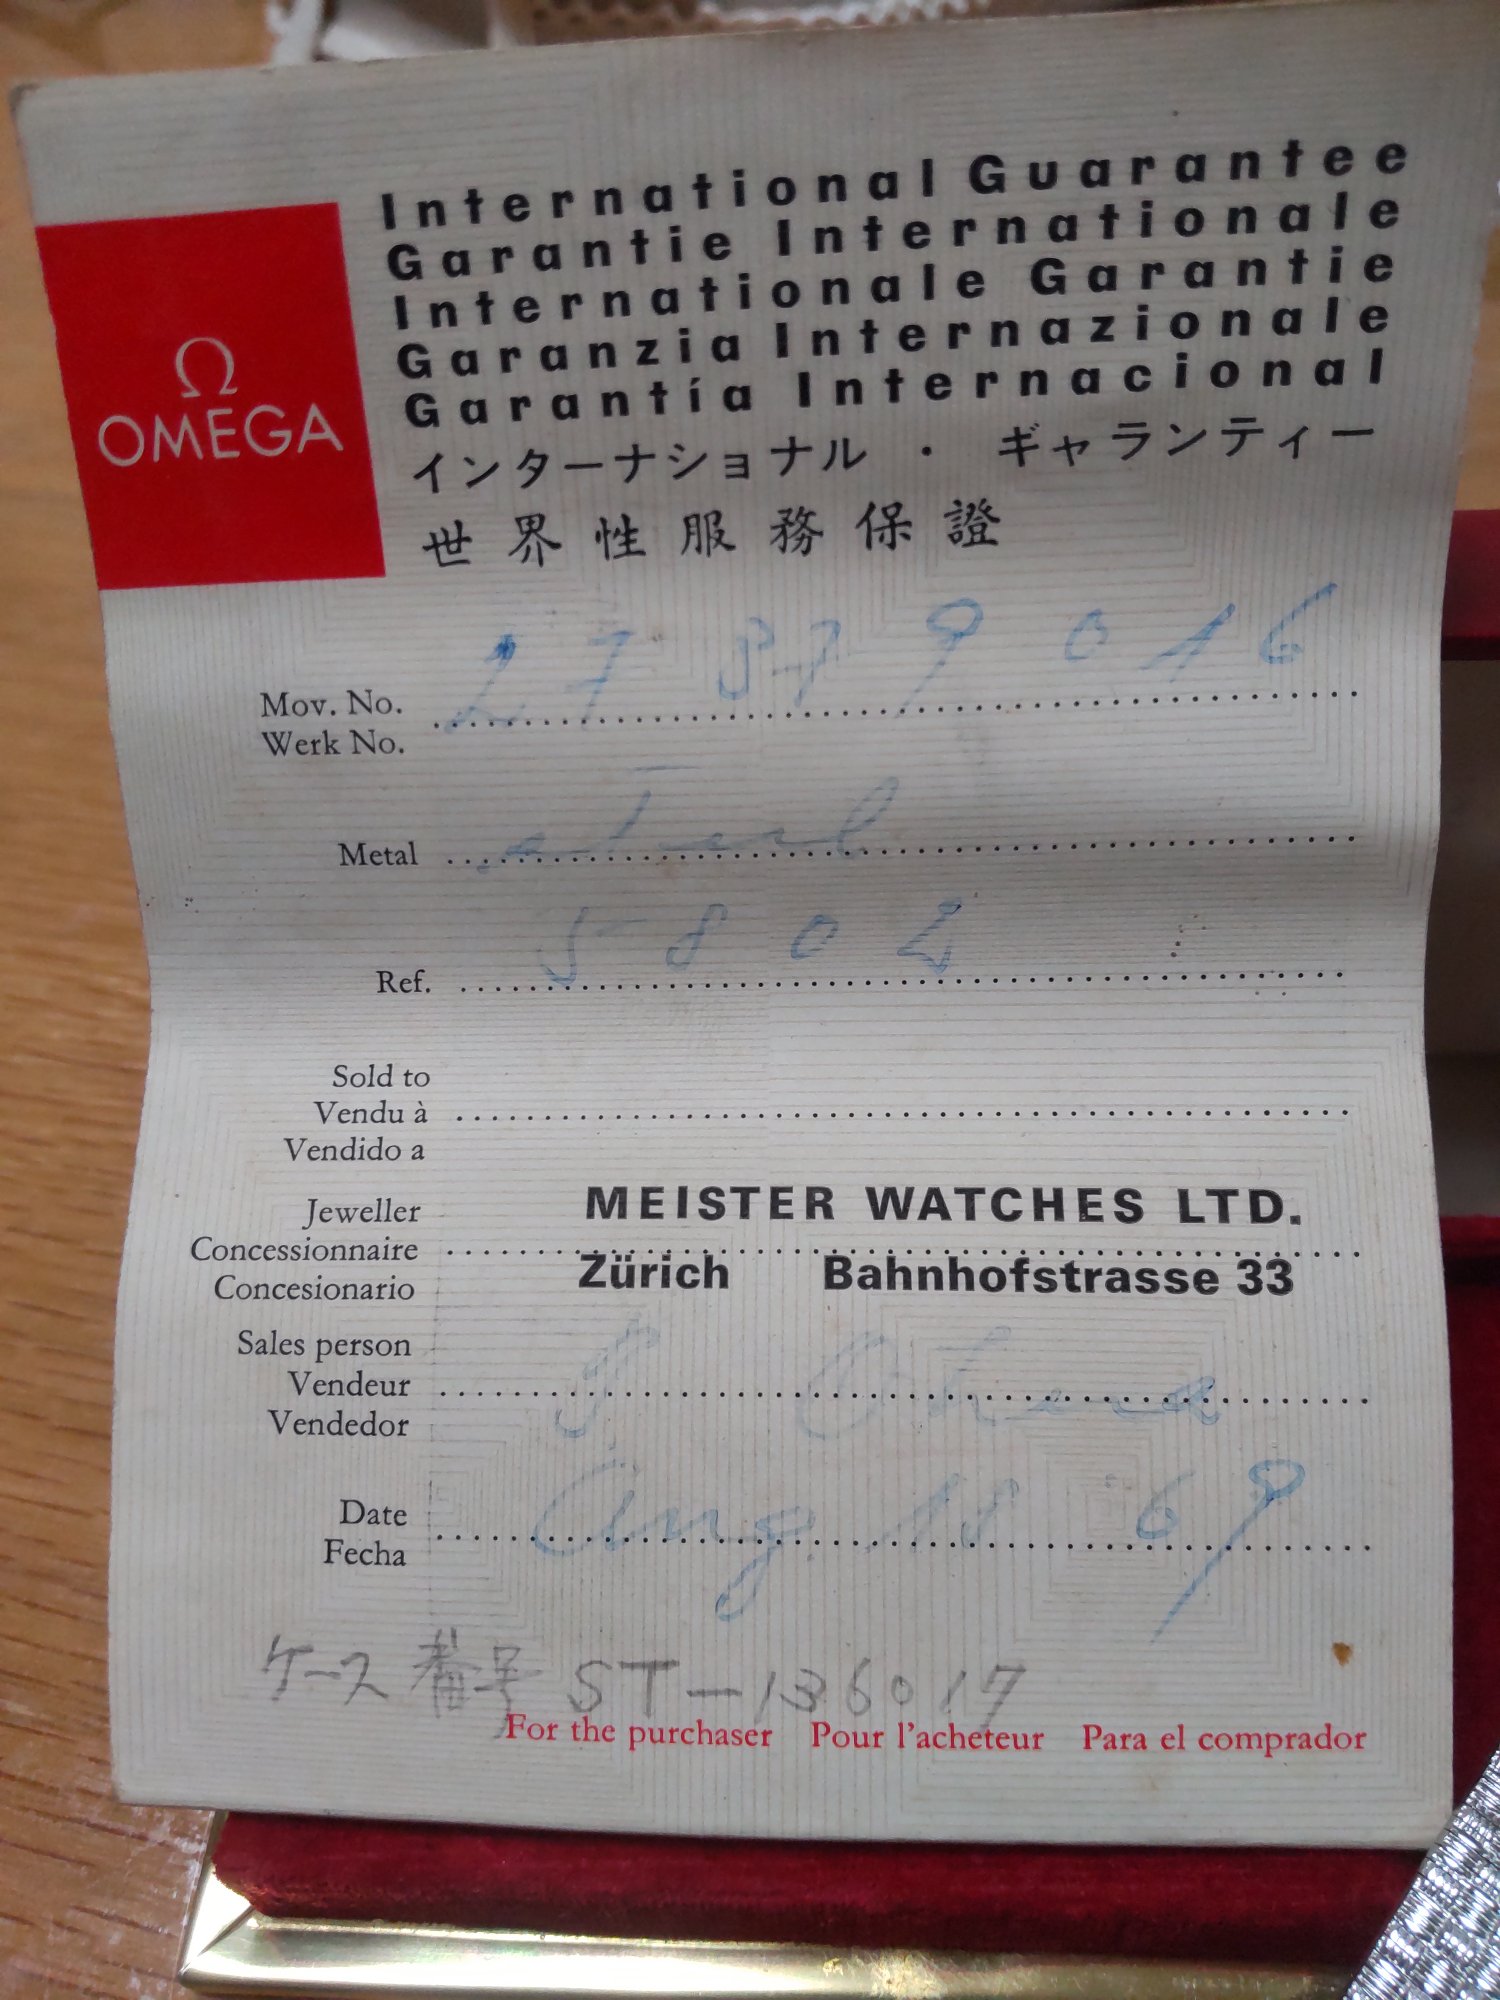 Ω
OMEGA
International Guarantee
Garantie Internationale
Internationale Garantie
Garanzia Internazionale
Garantía Internacional
インターナショナル ・ ギャランティー
世界性服務保證
27879016
Mov. No.
Werk No.
Metal steel
Ref. 5802
Sold to
Vendu à
Vendido a
Jeweller MEISTER WATCHES LTD.
Concessionnaire
Concesionario Zürich Bahnhofstrasse 33
Sales person
Vendeur
Vendedor
Date Aug 18 69
Fecha
ケース番号 ST-136017
For the purchaser Pour l'acheteur Para el comprador